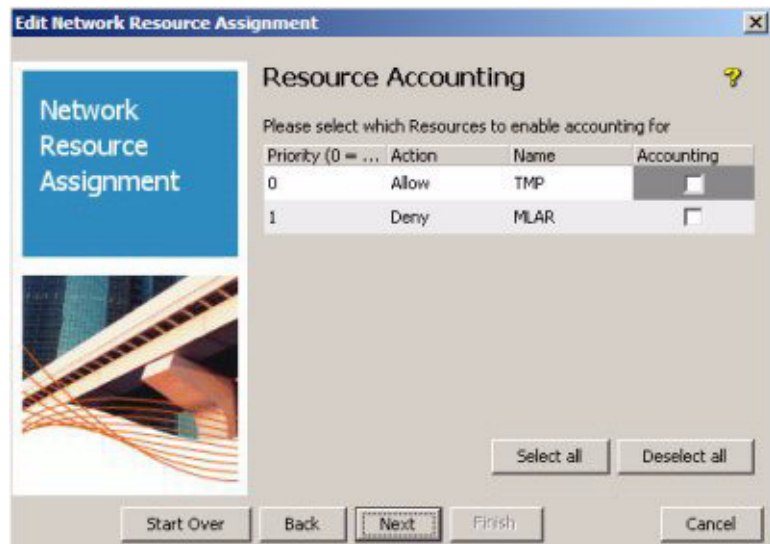 Edit Network Resource Assignment
Network
Resource
Assignment
Resource Accounting
Please select which Resources to enable accounting for
Priority (0 = ... Action Name Accounting
0 Allow TMP
1 Deny MLAR
Select all Deselect all
Start Over Back Next Finish Cancel